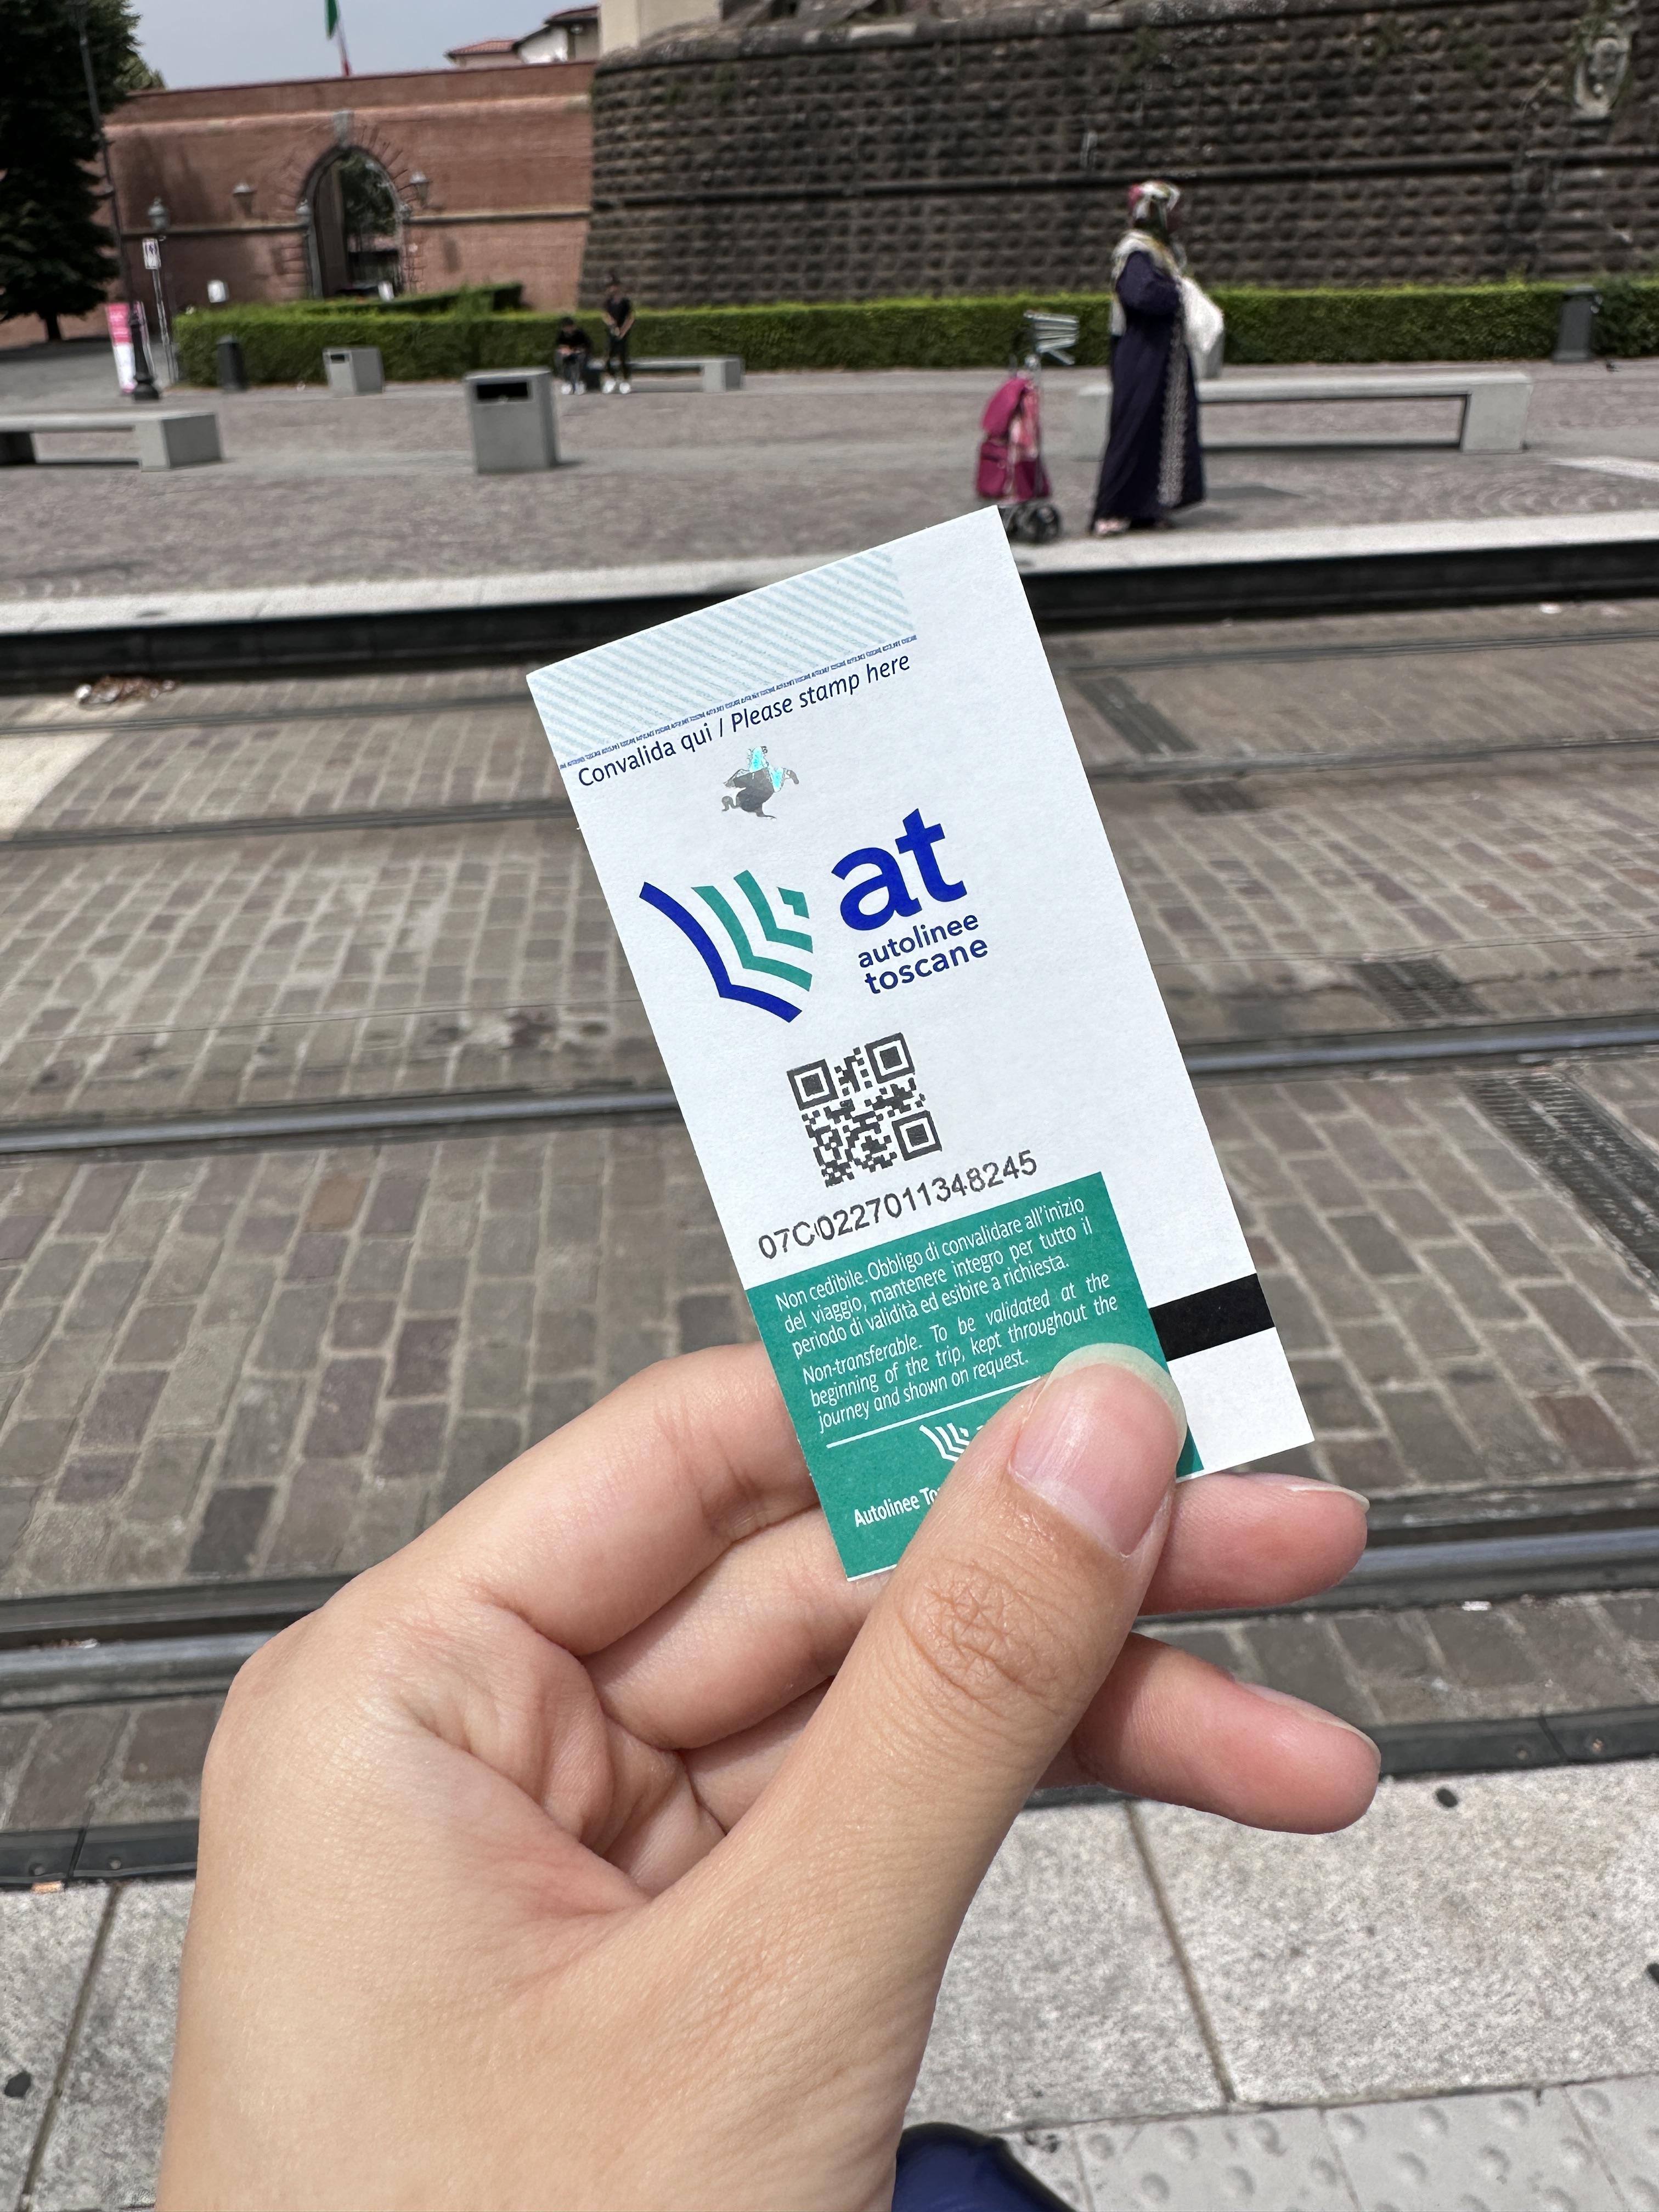 Convalida qui / Please stamp here
at
autolinee
toscane
07C0227011348245
Non cedibile. Obbligo di convalidare all'inizio
del viaggio, mantenere integro per tutto il
periodo di validità ed esibire a richiesta.
Non-transferable. To be validated at the
beginning of the trip, kept throughout the
journey and shown on request.
Autolinee